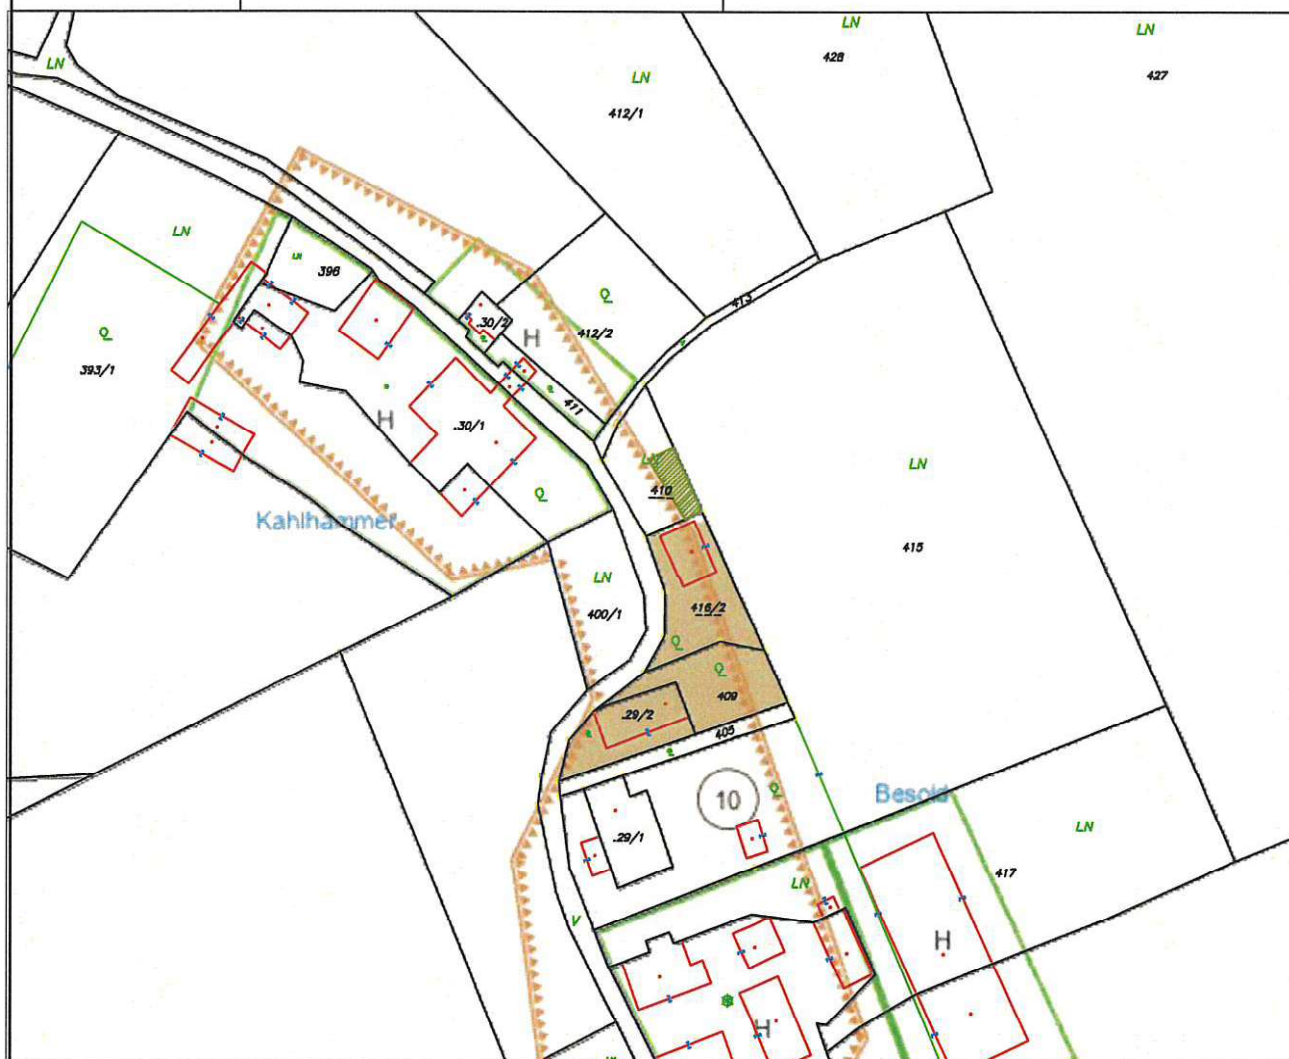 LN
LN
428
427
LN
LN
412/1
LN
LI
396
413
Q
.30/2
H
412/2
Q
393/1
411
.30/1
H
LN
LN
410
Q
Kahlhammer
415
LN
400/1
416/2
Q
Q
409
.29/2
405
10
Q
Besold
.29/1
LN
417
LN
V
H
H